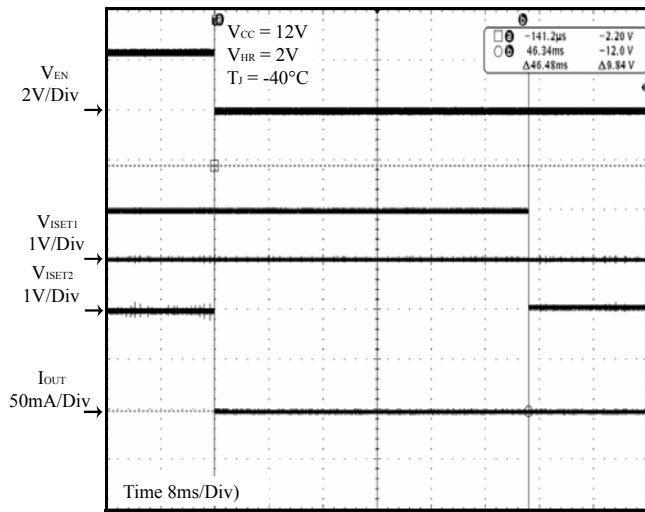 VCC = 12V
VHR = 2V
TJ = -40°C
a -141.2µs -2.20 V
b 46.34ms -12.0 V
Δ46.48ms Δ9.84 V
b
VEN
2V/Div
VISET1
1V/Div
VISET2
1V/Div
IOUT
50mA/Div
Time 8ms/Div)